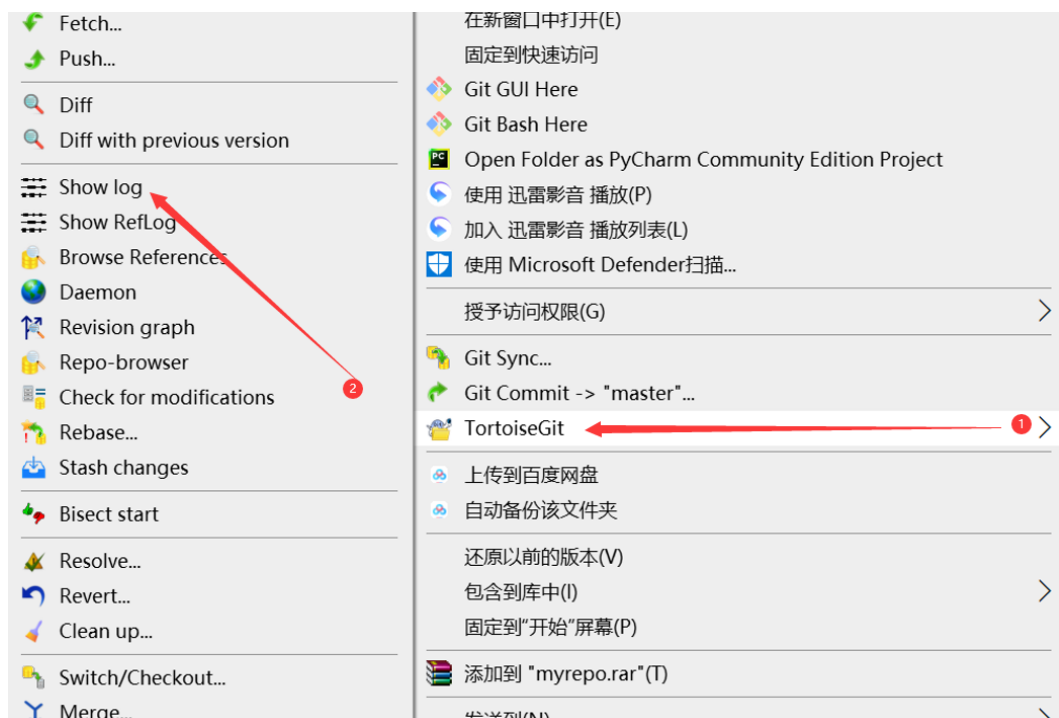 Fetch...
Push...
Diff
Diff with previous version
Show log
Show RefLog
Browse References
Daemon
Revision graph
Repo-browser
Check for modifications
Rebase...
Stash changes
Bisect start
Resolve...
Revert...
Clean up...
Switch/Checkout...
Merge...
2
在新窗口中打开(E)
固定到快速访问
Git GUI Here
Git Bash Here
Open Folder as PyCharm Community Edition Project
使用 迅雷影音 播放(P)
加入 迅雷影音 播放列表(L)
使用 Microsoft Defender扫描...
授予访问权限(G)
Git Sync...
Git Commit -> "master"...
TortoiseGit
1
上传到百度网盘
自动备份该文件夹
还原以前的版本(V)
包含到库中(I)
固定到"开始"屏幕(P)
添加到 "myrepo.rar"(T)
发送到(N)